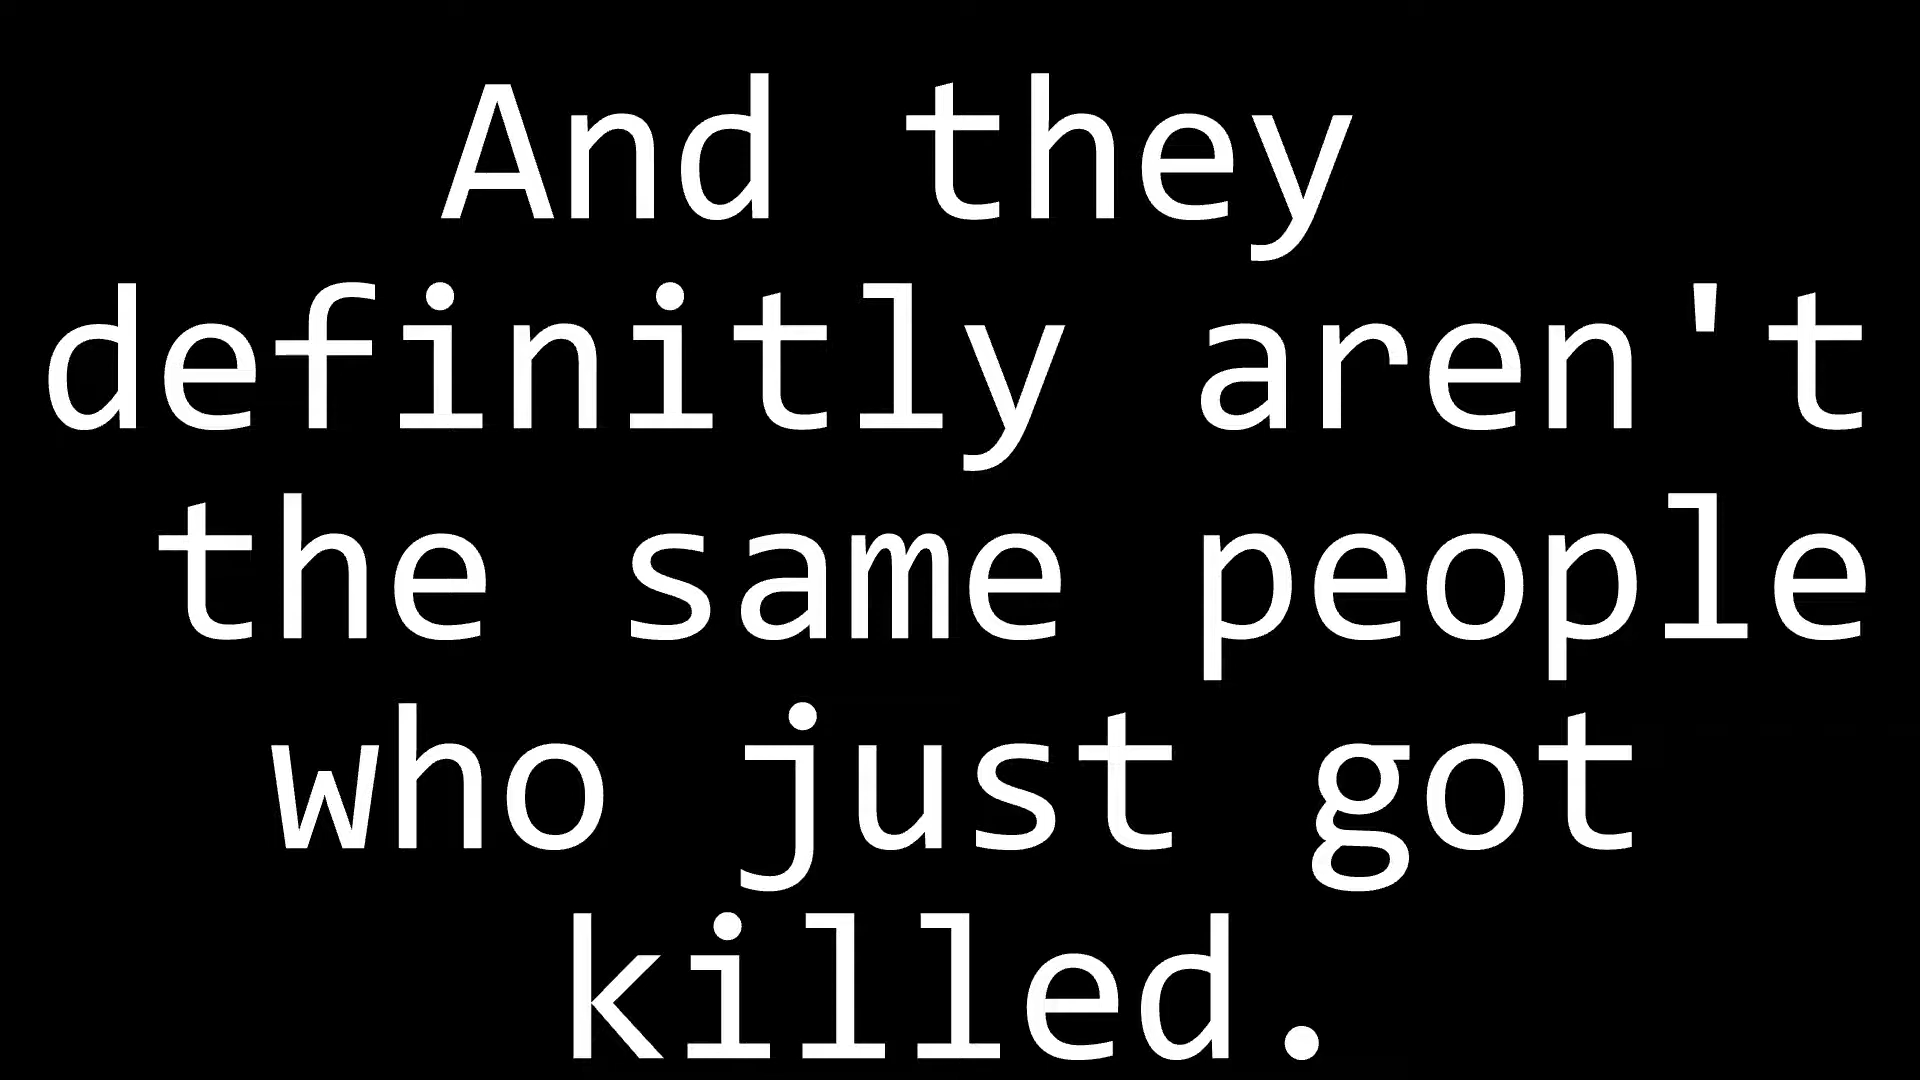 And they
definitly aren't
the same people
who just got
killed.